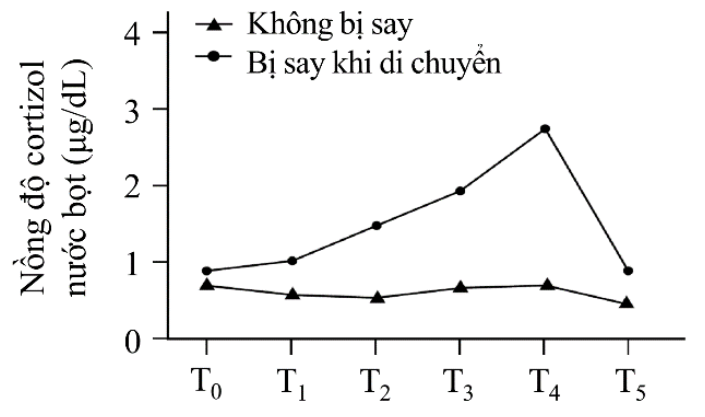 Không bị say
Bị say khi di chuyển
Nồng độ cortizol
nước bọt (µg/dL)
4
3
2
1
0
T₀ T₁ T₂ T₃ T₄ T₅